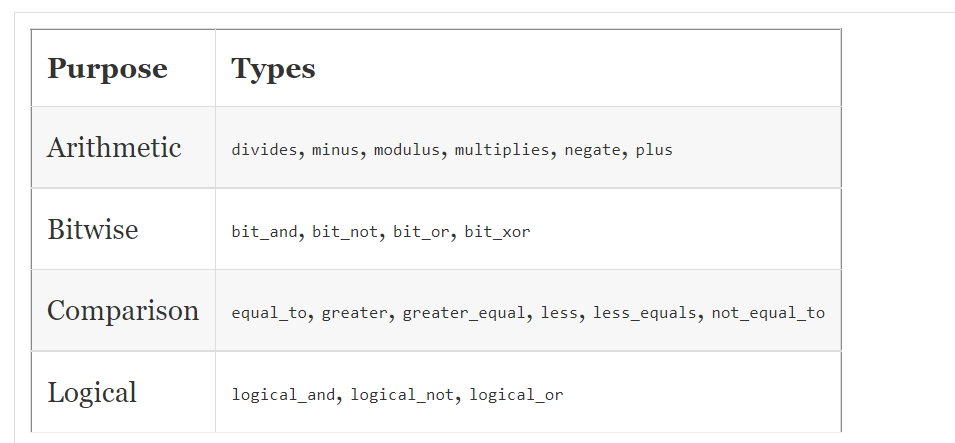 Purpose Types
Arithmetic divides, minus, modulus, multiplies, negate, plus
Bitwise bit_and, bit_not, bit_or, bit_xor
Comparison equal_to, greater, greater_equal, less, less_equals, not_equal_to
Logical logical_and, logical_not, logical_or